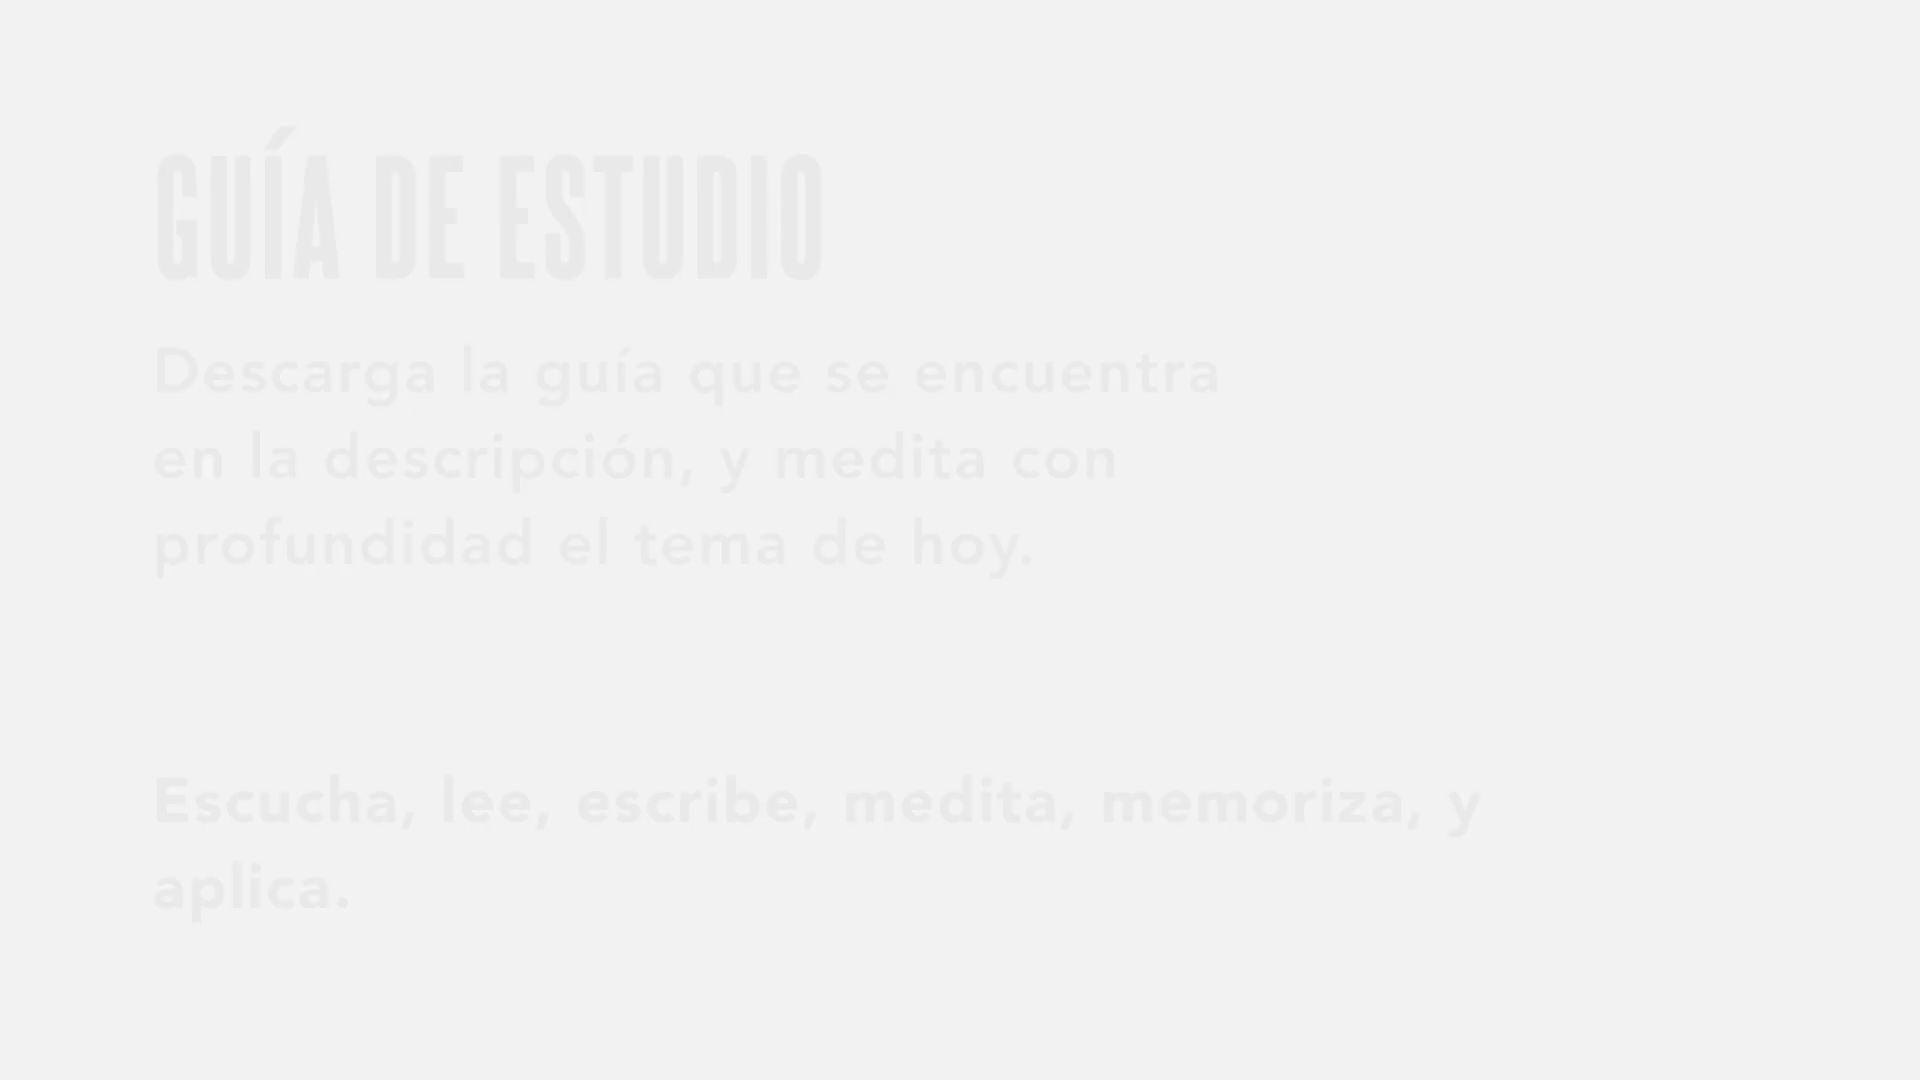 GUÍA DE ESTUDIO
Descarga la guía que se encuentra
en la descripción, y medita con
profundidad el tema de hoy.
Escucha, lee, escribe, medita, memoriza, y
aplica.